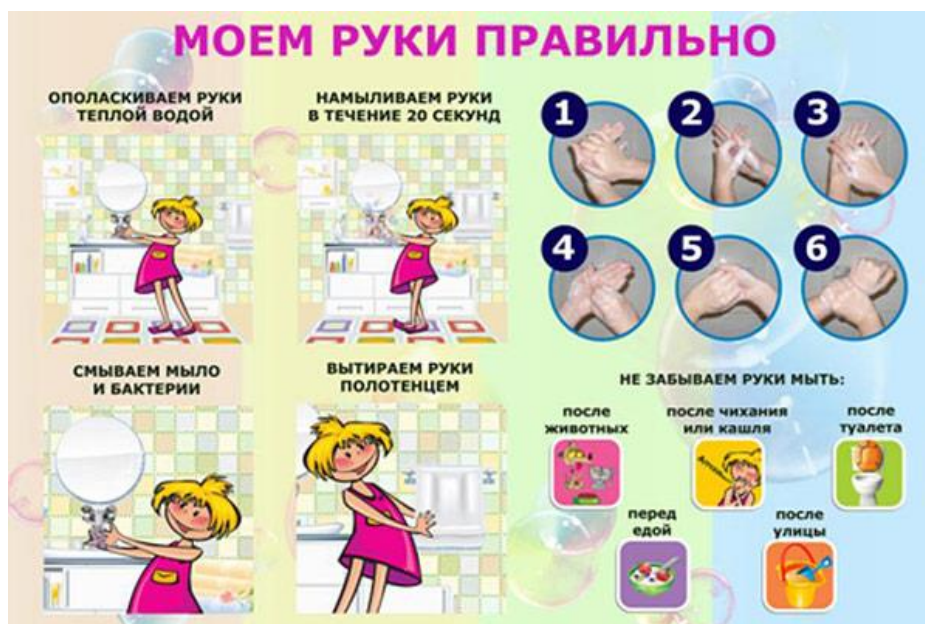 МОЕМ РУКИ ПРАВИЛЬНО
ОПОЛАСКИВАЕМ РУКИ
ТЕПЛОЙ ВОДОЙ
НАМЫЛИВАЕМ РУКИ
В ТЕЧЕНИЕ 20 СЕКУНД
1
2
3
4
5
6
СМЫВАЕМ МЫЛО
И БАКТЕРИИ
ВЫТИРАЕМ РУКИ
ПОЛОТЕНЦЕМ
НЕ ЗАБЫВАЕМ РУКИ МЫТЬ:
после
животных
после чихания
или кашля
после
туалета
перед
едой
после
улицы